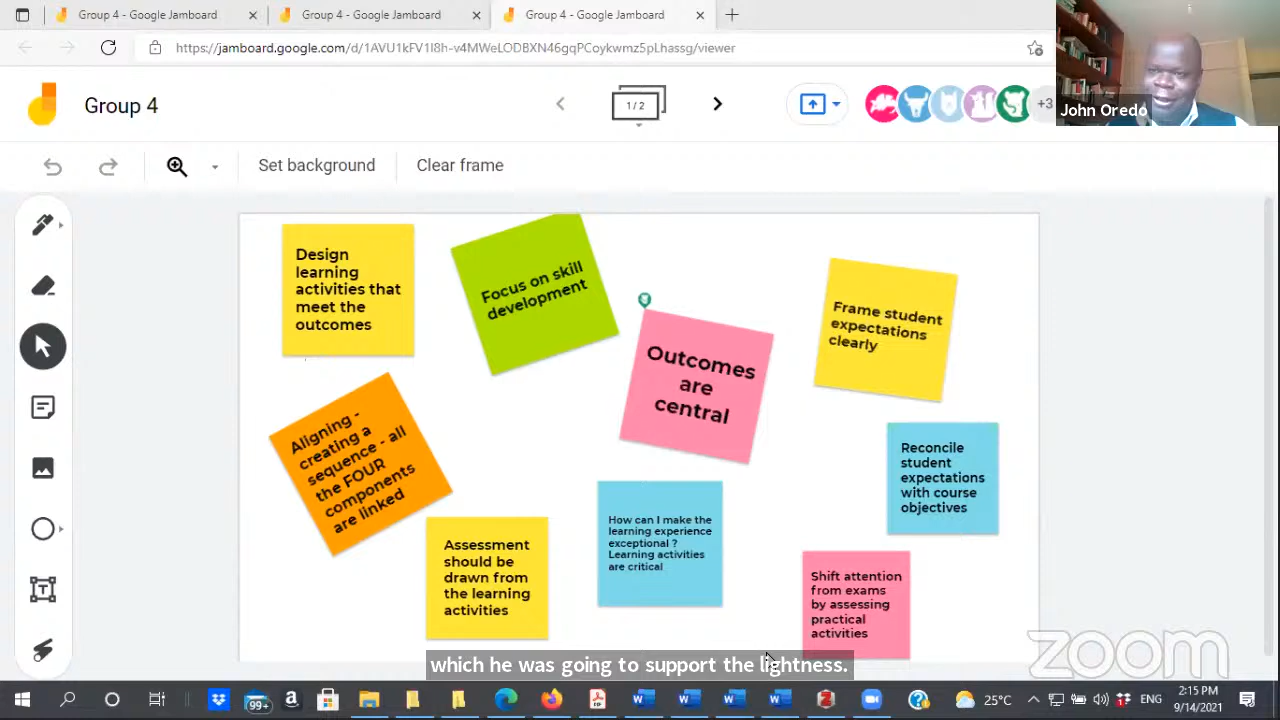 Group 4 - Google Jamboard
Group 4 - Google Jamboard
Group 4 - Google Jamboard
https://jamboard.google.com/d/1AVU1kFV1I8h-v4MWeLODBXN46gqPCoykwmz5pLhassg/viewer
Group 4
1/2
+3
John Oredo
Set background
Clear frame
Design
learning
activities that
meet the
outcomes
Focus on skill
development
Outcomes
are
central
Frame student
expectations
clearly
Aligning -
creating a
sequence - all
the FOUR
components
are linked
Reconcile
student
expectations
with course
objectives
Assessment
should be
drawn from
the learning
activities
How can I make the
learning experience
exceptional ?
Learning activities
are critical
Shift attention
from exams
by assessing
practical
activities
zoom
which he was going to support the lightness.
99+
25°C
ENG
2:15 PM
9/14/2021